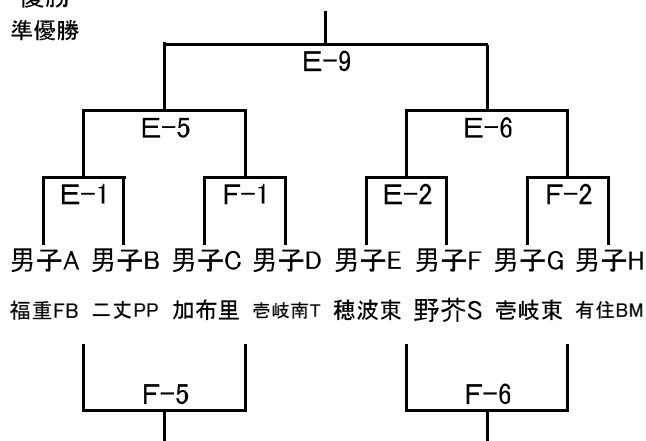 優勝
準優勝
E-9
E-5 E-6
E-1 F-1 E-2 F-2
男子A 男子B 男子C 男子D 男子E 男子F 男子G 男子H
福重FB 二丈PP 加布里 壱岐南T 穂波東 野芥S 壱岐東 有住BM
F-5 F-6